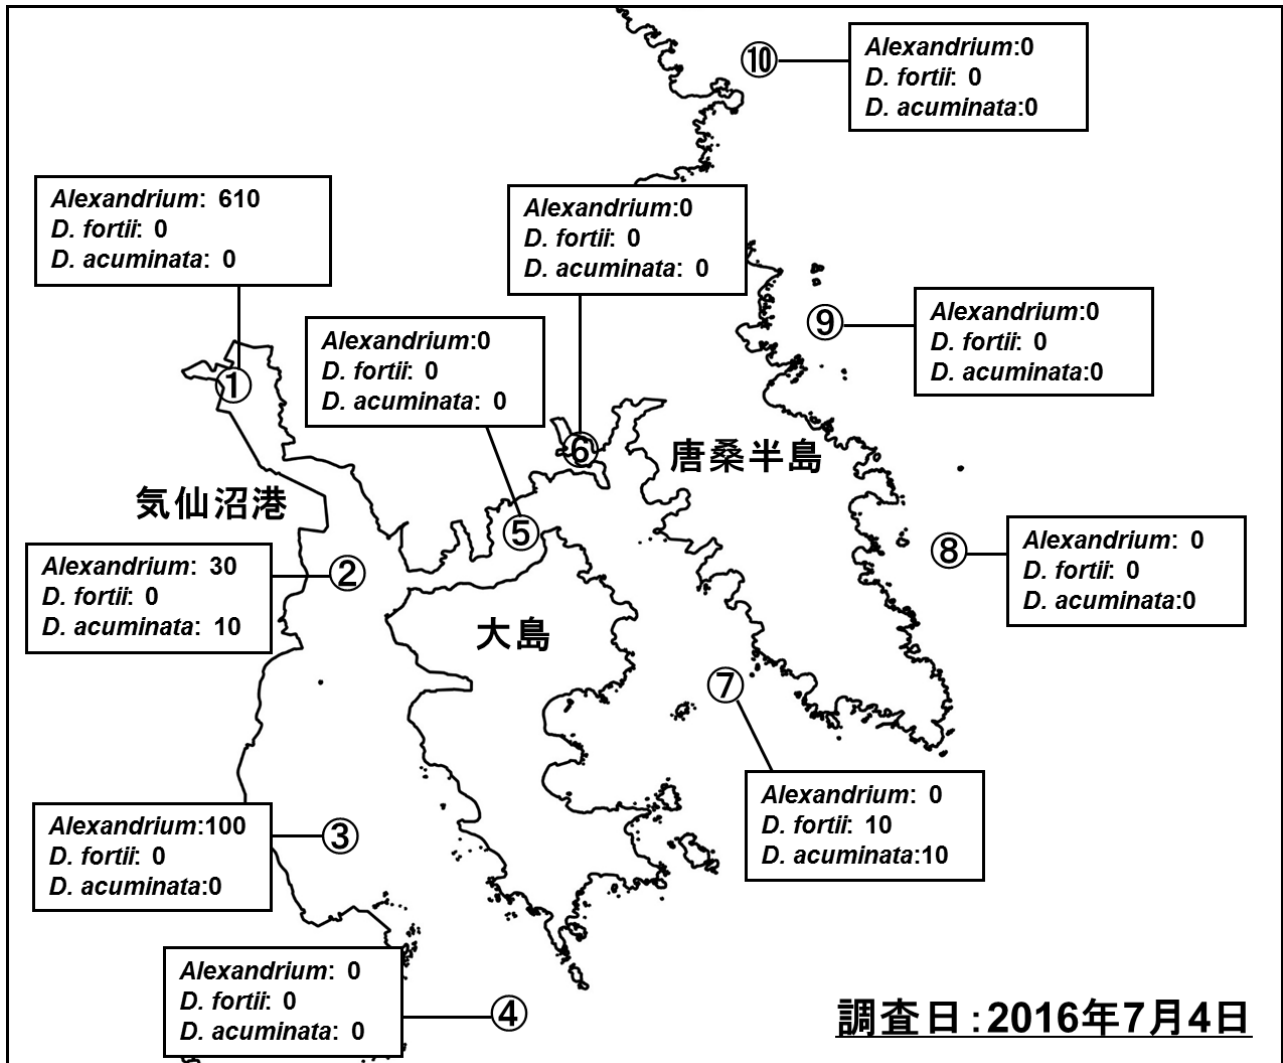 ⑩
Alexandrium:0
D. fortii: 0
D. acuminata:0
Alexandrium: 610
D. fortii: 0
D. acuminata: 0
Alexandrium:0
D. fortii: 0
D. acuminata: 0
⑨
Alexandrium:0
D. fortii: 0
D. acuminata:0
Alexandrium:0
D. fortii: 0
D. acuminata: 0
①
⑥
唐桑半島
気仙沼港
⑤
⑧
Alexandrium: 0
D. fortii: 0
D. acuminata:0
Alexandrium: 30
D. fortii: 0
D. acuminata: 10
②
大島
⑦
Alexandrium: 0
D. fortii: 10
D. acuminata:10
Alexandrium:100
D. fortii: 0
D. acuminata:0
③
Alexandrium: 0
D. fortii: 0
D. acuminata: 0
④
調査日:2016年7月4日